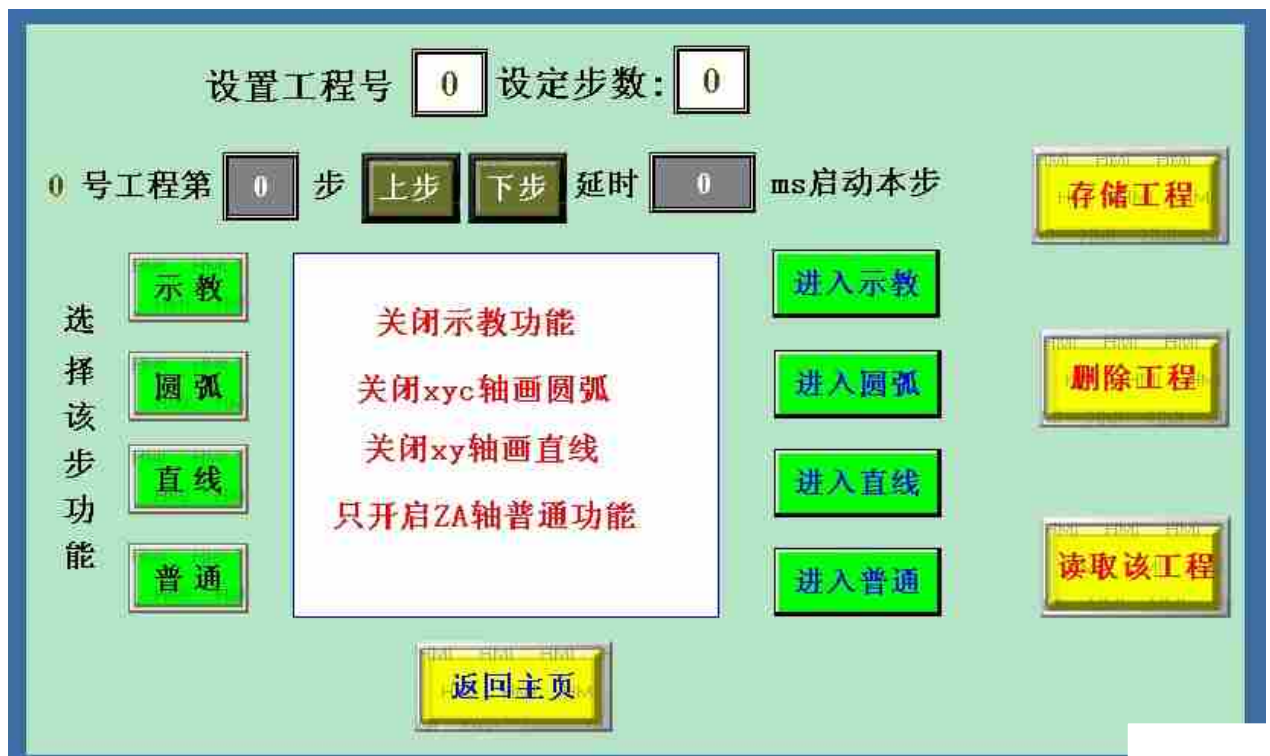 设置工程号 0 设定步数: 0
0 号工程第 0 步 上步 下步 延时 0 ms启动本步
存储工程
选择该步功能
示教
圆弧
直线
普通
关闭示教功能
关闭xyc轴画圆弧
关闭xy轴画直线
只开启ZA轴普通功能
进入示教
进入圆弧
进入直线
进入普通
删除工程
读取该工程
返回主页